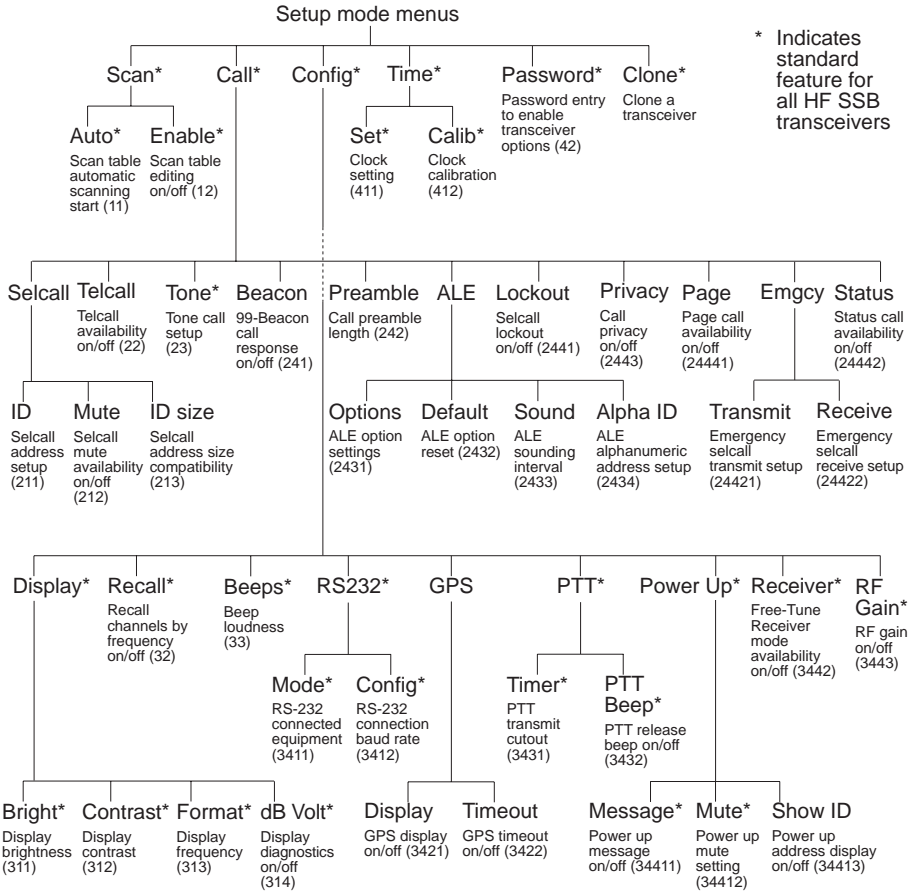 Setup mode menus
* Indicates
standard
feature for
all HF SSB
transceivers
Scan*
Call*
Config*
Time*
Password*
Password entry
to enable
transceiver
options (42)
Clone*
Clone a
transceiver
Auto*
Scan table
automatic
scanning
start (11)
Enable*
Scan table
editing
on/off (12)
Set*
Clock
setting
(411)
Calib*
Clock
calibration
(412)
Selcall
Telcall
Telcall
availability
on/off (22)
Tone*
Tone call
setup
(23)
Beacon
99-Beacon
call
response
on/off (241)
Preamble
Call preamble
length (242)
ALE
Lockout
Selcall
lockout
on/off (2441)
Privacy
Call
privacy
on/off
(2443)
Page
Page call
availability
on/off
(24441)
Emgcy
Status
Status call
availability
on/off
(24442)
ID
Selcall
address
setup
(211)
Mute
Selcall
mute
availability
on/off
(212)
ID size
Selcall
address size
compatibility
(213)
Options
ALE option
settings
(2431)
Default
ALE option
reset (2432)
Sound
ALE
sounding
interval
(2433)
Alpha ID
ALE
alphanumeric
address setup
(2434)
Transmit
Emergency
selcall
transmit setup
(24421)
Receive
Emergency
selcall
receive setup
(24422)
Display*
Recall*
Recall
channels by
frequency
on/off (32)
Beeps*
Beep
loudness
(33)
RS232*
GPS
PTT*
Power Up*
Receiver*
Free-Tune
Receiver
mode
availability
on/off (3442)
RF
Gain*
RF gain
on/off
(3443)
Mode*
RS-232
connected
equipment
(3411)
Config*
RS-232
connection
baud rate
(3412)
Timer*
PTT
transmit
cutout
(3431)
PTT
Beep*
PTT release
beep on/off
(3432)
Bright*
Display
brightness
(311)
Contrast*
Display
contrast
(312)
Format*
Display
frequency
(313)
dB Volt*
Display
diagnostics
on/off
(314)
Display
GPS display
on/off (3421)
Timeout
GPS timeout
on/off (3422)
Message*
Power up
message
on/off (34411)
Mute*
Power up
mute
setting
(34412)
Show ID
Power up
address display
on/off (34413)